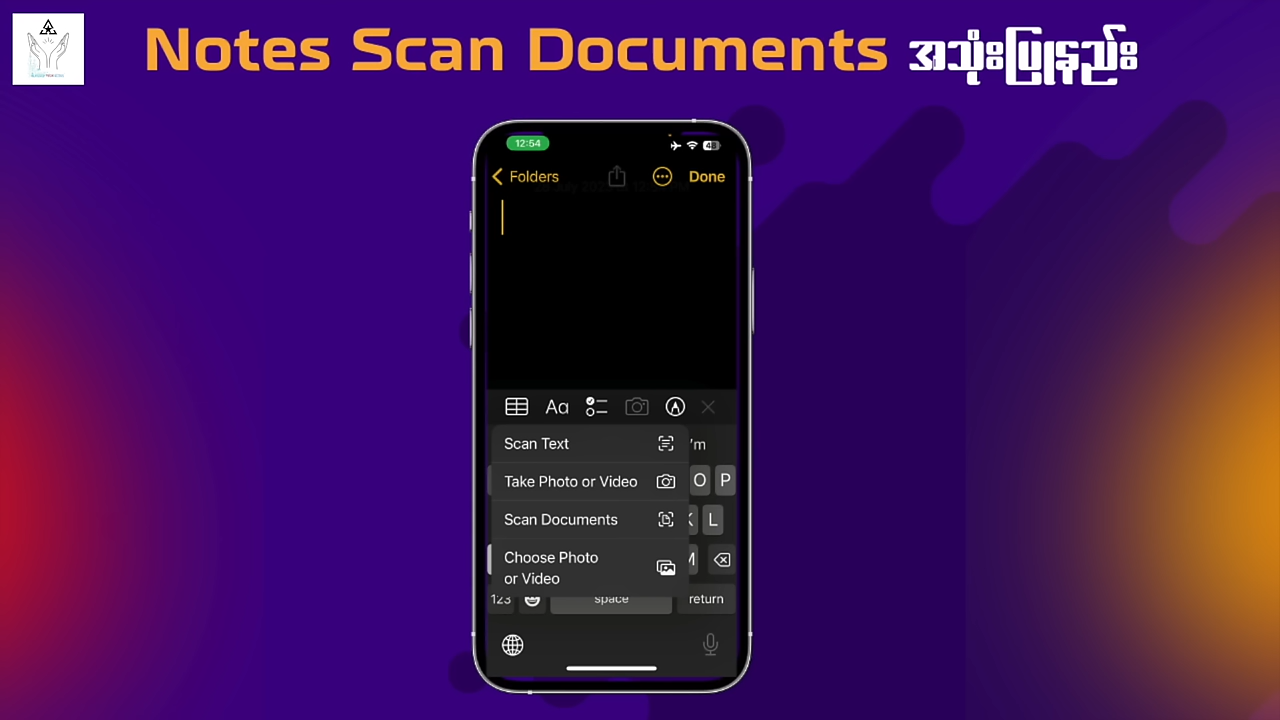 Notes Scan Documents အသုံးပြုနည်း
12:54
Folders
Done
Aa
Scan Text
I'm
Take Photo or Video
O P
Scan Documents
K L
Choose Photo
or Video
M
123
space
return